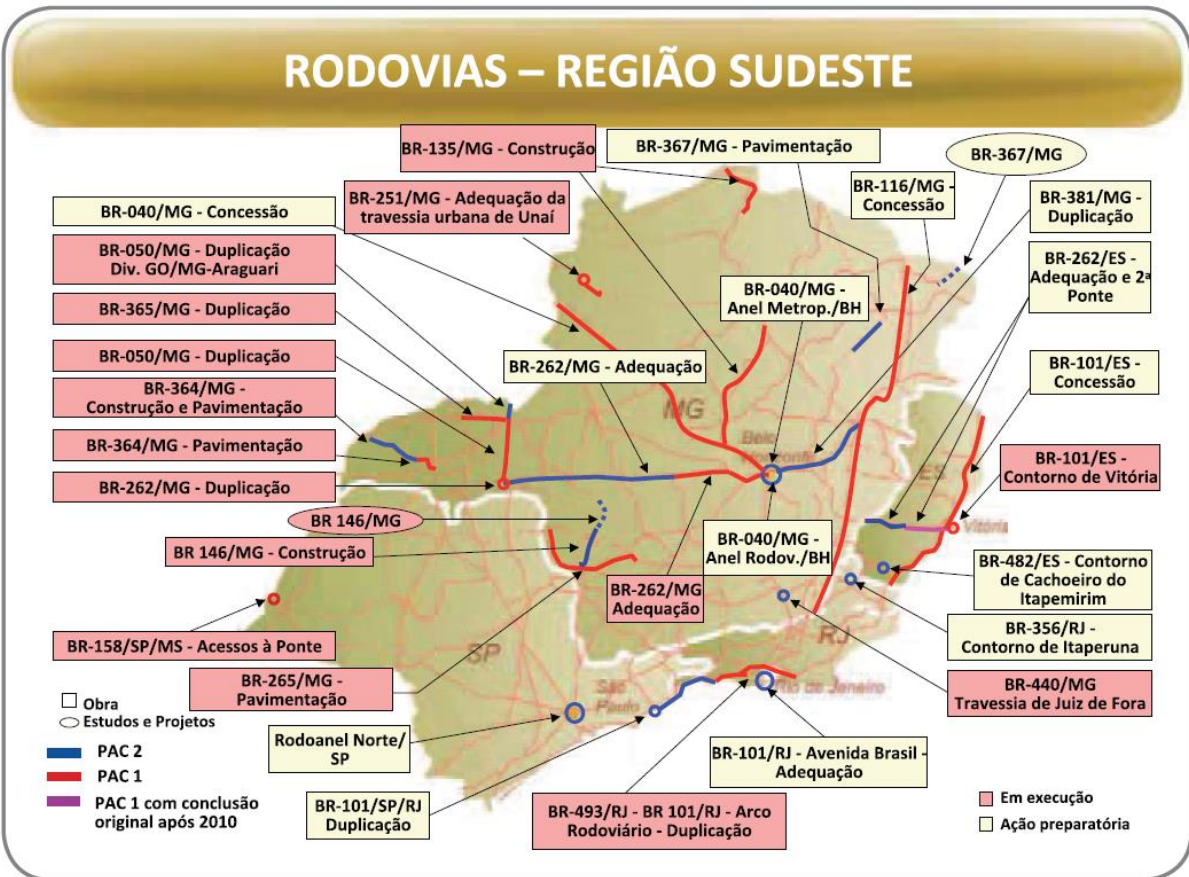 RODOVIAS – REGIÃO SUDESTE
BR-135/MG - Construção
BR-367/MG - Pavimentação
BR-367/MG
BR-251/MG - Adequação da
travessia urbana de Unaí
BR-116/MG -
Concessão
BR-381/MG -
Duplicação
BR-040/MG - Concessão
BR-050/MG - Duplicação
Div. GO/MG-Araguari
BR-262/ES -
Adequação e 2ª
Ponte
BR-040/MG -
Anel Metrop./BH
BR-365/MG - Duplicação
BR-050/MG - Duplicação
BR-262/MG - Adequação
BR-101/ES -
Concessão
BR-364/MG -
Construção e Pavimentação
MG
Belo
Horizonte
BR-364/MG - Pavimentação
ES
BR-101/ES -
Contorno de Vitória
BR-262/MG - Duplicação
BR 146/MG
Vitória
BR 146/MG - Construção
BR-040/MG -
Anel Rodov./BH
BR-482/ES - Contorno
de Cachoeiro do
Itapemirim
BR-262/MG
Adequação
BR-158/SP/MS - Acessos à Ponte
SP
RJ
BR-356/RJ -
Contorno de Itaperuna
BR-265/MG -
Pavimentação
São
Paulo
Rio de Janeiro
BR-440/MG
Travessia de Juiz de Fora
Obra
Estudos e Projetos
PAC 2
PAC 1
PAC 1 com conclusão
original após 2010
Rodoanel Norte/
SP
BR-101/SP/RJ
Duplicação
BR-493/RJ - BR 101/RJ - Arco
Rodoviário - Duplicação
BR-101/RJ - Avenida Brasil -
Adequação
Em execução
Ação preparatória